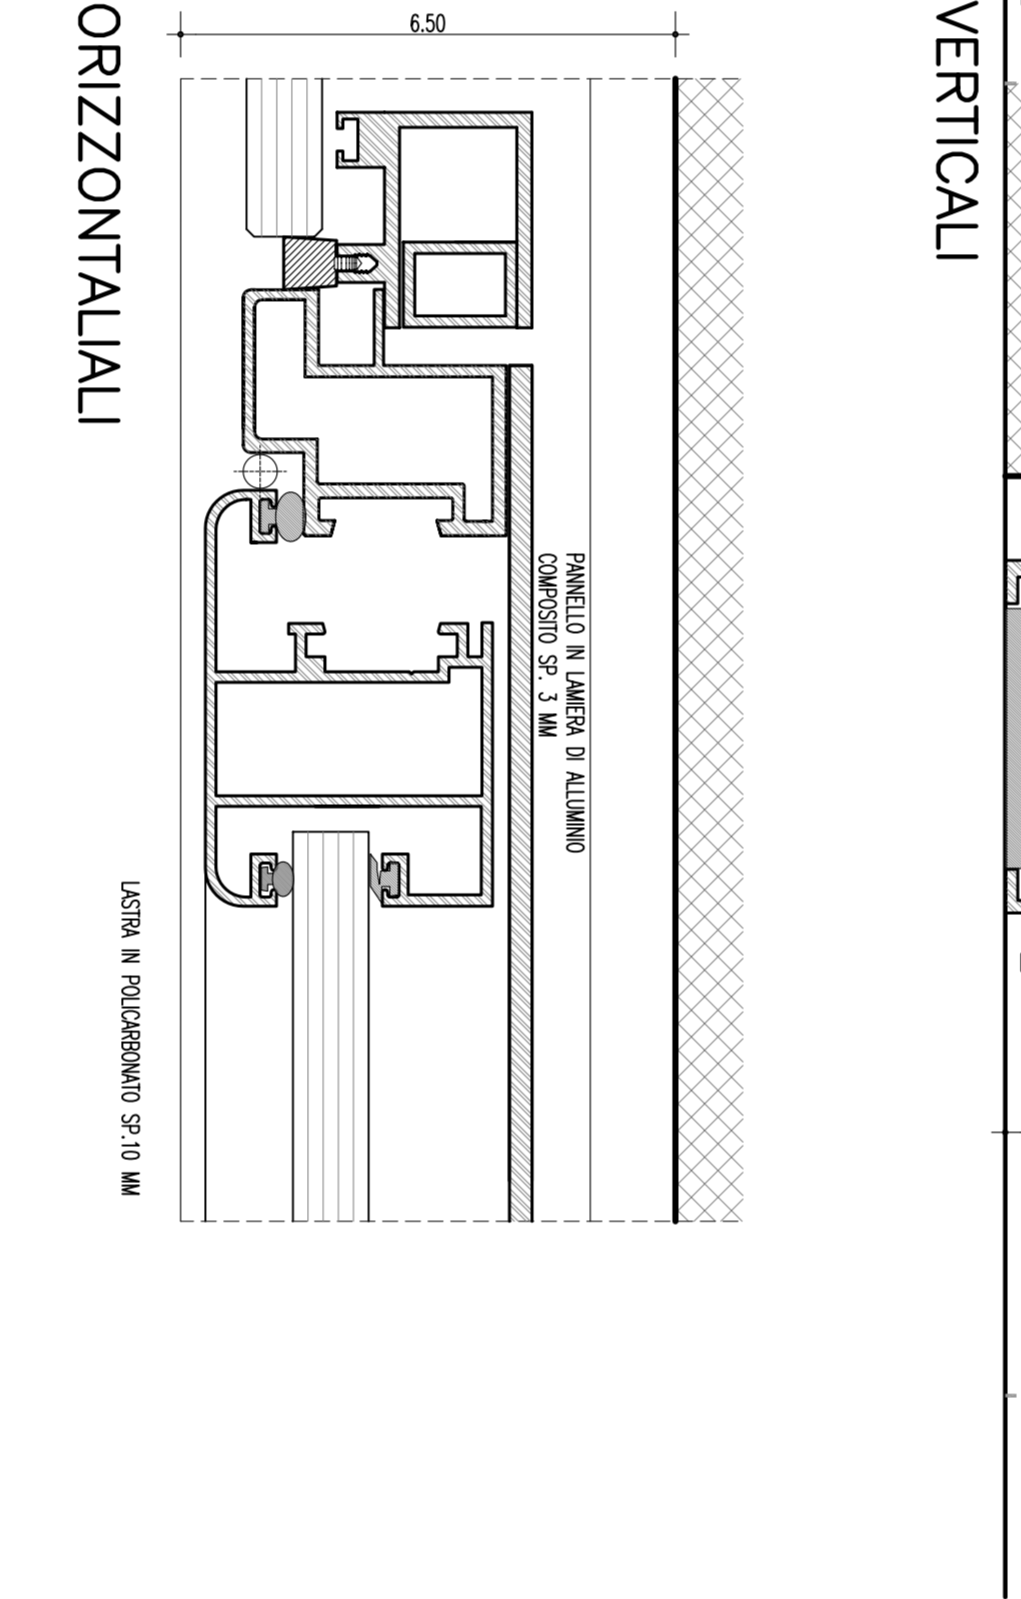 6.50
VERTICALI
ORIZZONTALIALI
PANNELLO IN LAMIERA DI ALLUMINIO
COMPOSITO SP. 3 MM
LASTRA IN POLICARBONATO SP.10 MM